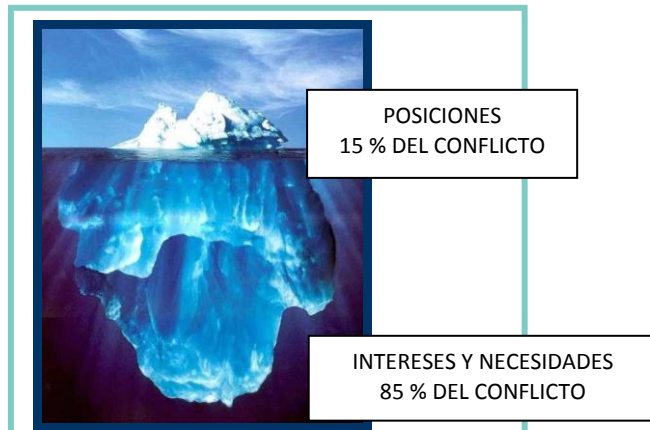 POSICIONES
15 % DEL CONFLICTO
INTERESES Y NECESIDADES
85 % DEL CONFLICTO